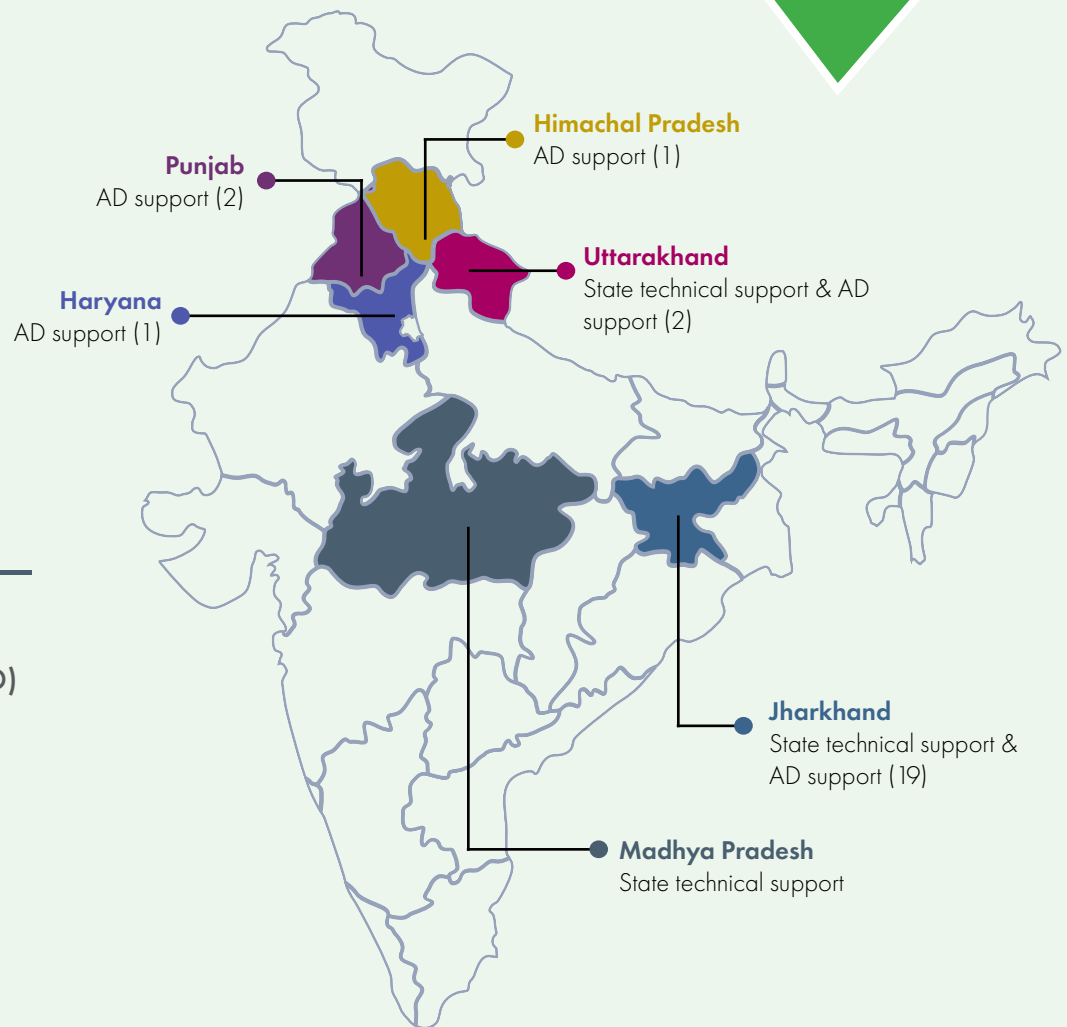 Himachal Pradesh
AD support (1)
Punjab
AD support (2)
Uttarakhand
State technical support & AD
support (2)
Haryana
AD support (1)
Jharkhand
State technical support &
AD support (19)
Madhya Pradesh
State technical support